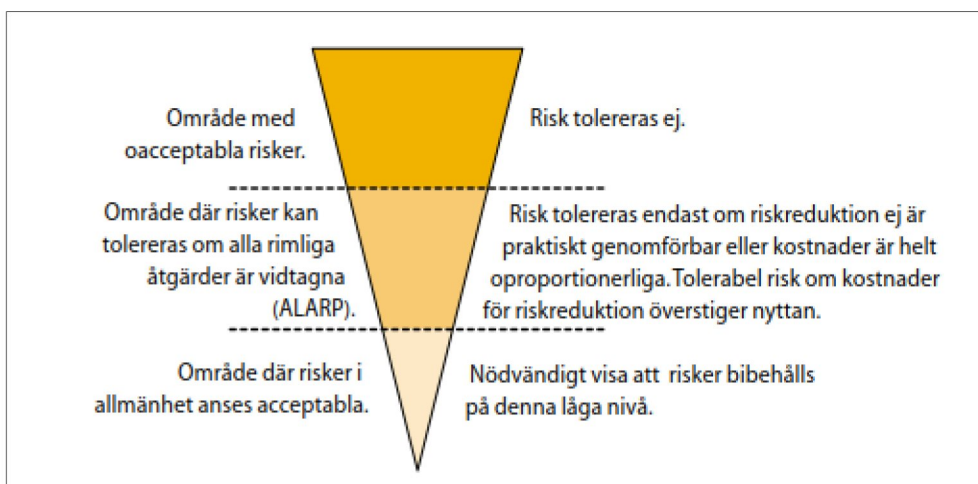 Område med
oacceptabla risker.
Risk tolereras ej.
Område där risker kan
tolereras om alla rimliga
åtgärder är vidtagna
(ALARP).
Risk tolereras endast om riskreduktion ej är
praktiskt genomförbar eller kostnader är helt
oproportionerliga.Tolerabel risk om kostnader
för riskreduktion överstiger nyttan.
Område där risker i
allmänhet anses acceptabla.
Nödvändigt visa att risker bibehålls
på denna låga nivå.